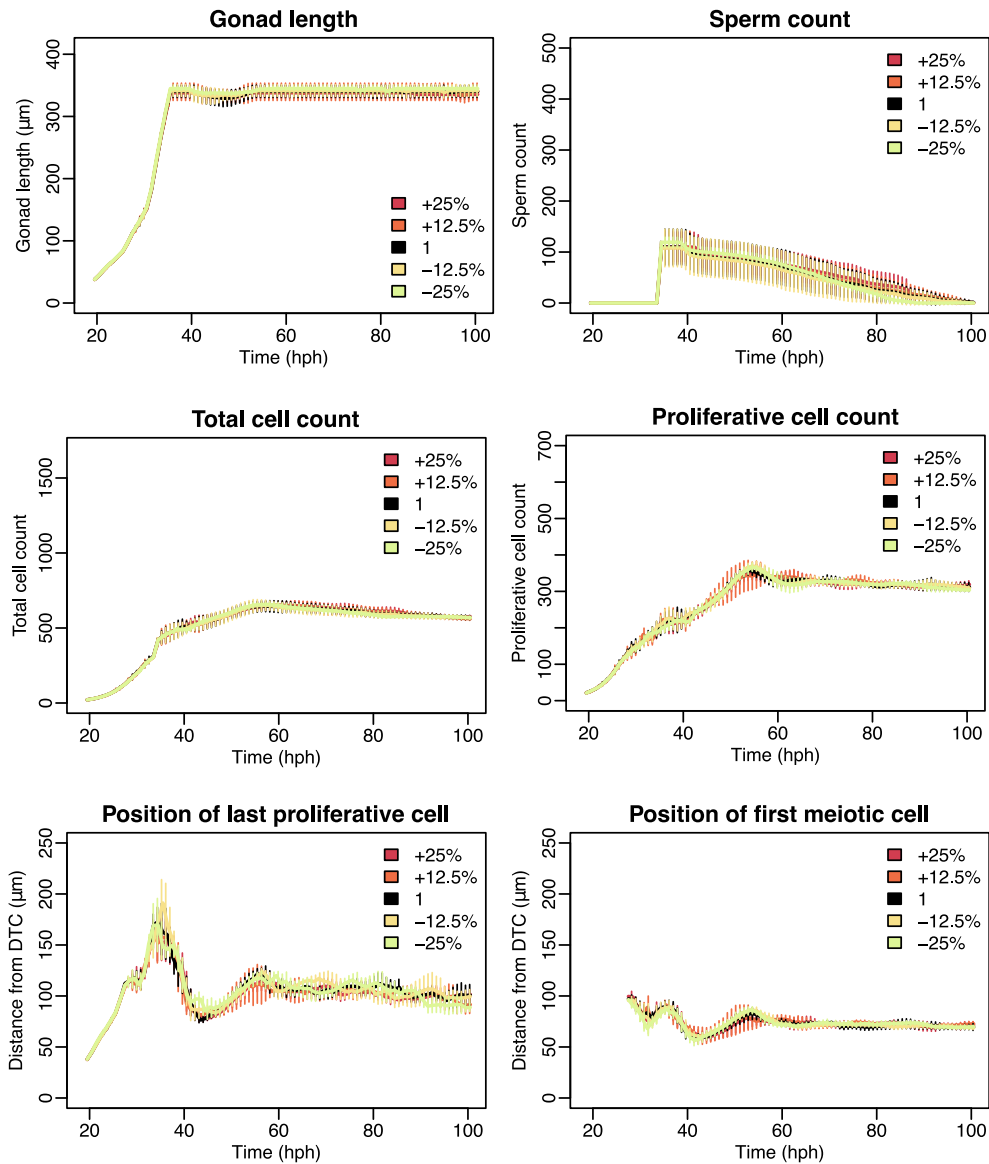 Gonad length
Gonad length (µm)
400
300
200
100
0
+25%
+12.5%
1
−12.5%
−25%
20 40 60 80 100
Time (hph)
Sperm count
Sperm count
500
400
300
200
100
0
+25%
+12.5%
1
−12.5%
−25%
20 40 60 80 100
Time (hph)
Total cell count
Total cell count
1500
1000
500
0
+25%
+12.5%
1
−12.5%
−25%
20 40 60 80 100
Time (hph)
Proliferative cell count
Proliferative cell count
700
500
300
100
0
+25%
+12.5%
1
−12.5%
−25%
20 40 60 80 100
Time (hph)
Position of last proliferative cell
Distance from DTC (µm)
250
200
150
100
50
0
+25%
+12.5%
1
−12.5%
−25%
20 40 60 80 100
Time (hph)
Position of first meiotic cell
Distance from DTC (µm)
250
200
150
100
50
0
+25%
+12.5%
1
−12.5%
−25%
20 40 60 80 100
Time (hph)